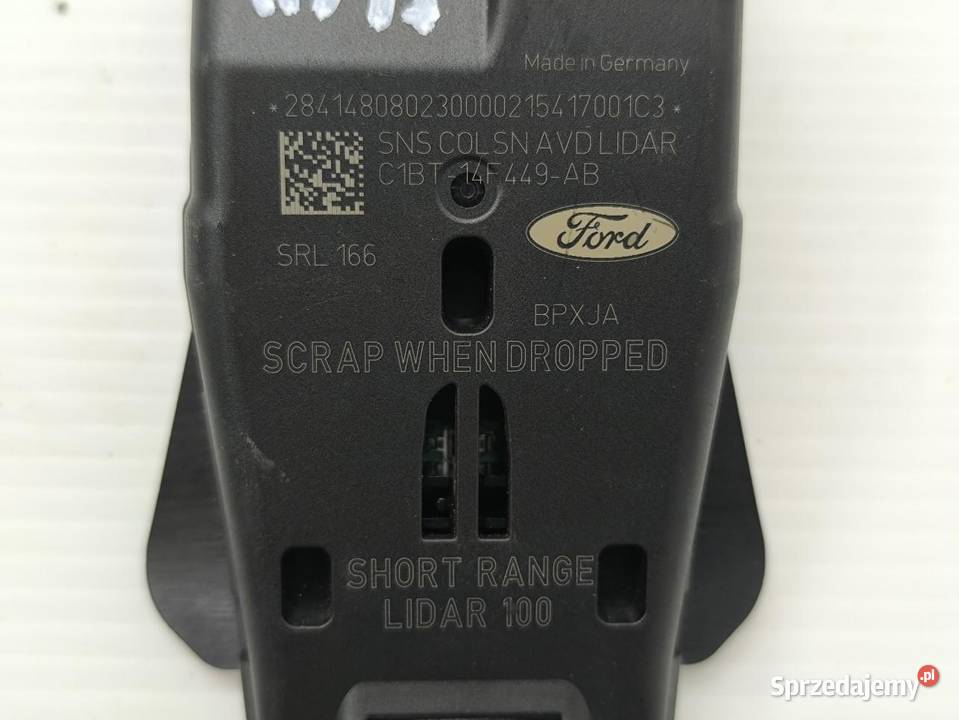 Made in Germany
*284148080230000215417001C3*
SNS COLSN AVD LIDAR
C1BT-14F449-AB
Ford
SRL 166
BPXJA
SCRAP WHEN DROPPED
SHORT RANGE
LIDAR 100
Sprzedajemy.pl